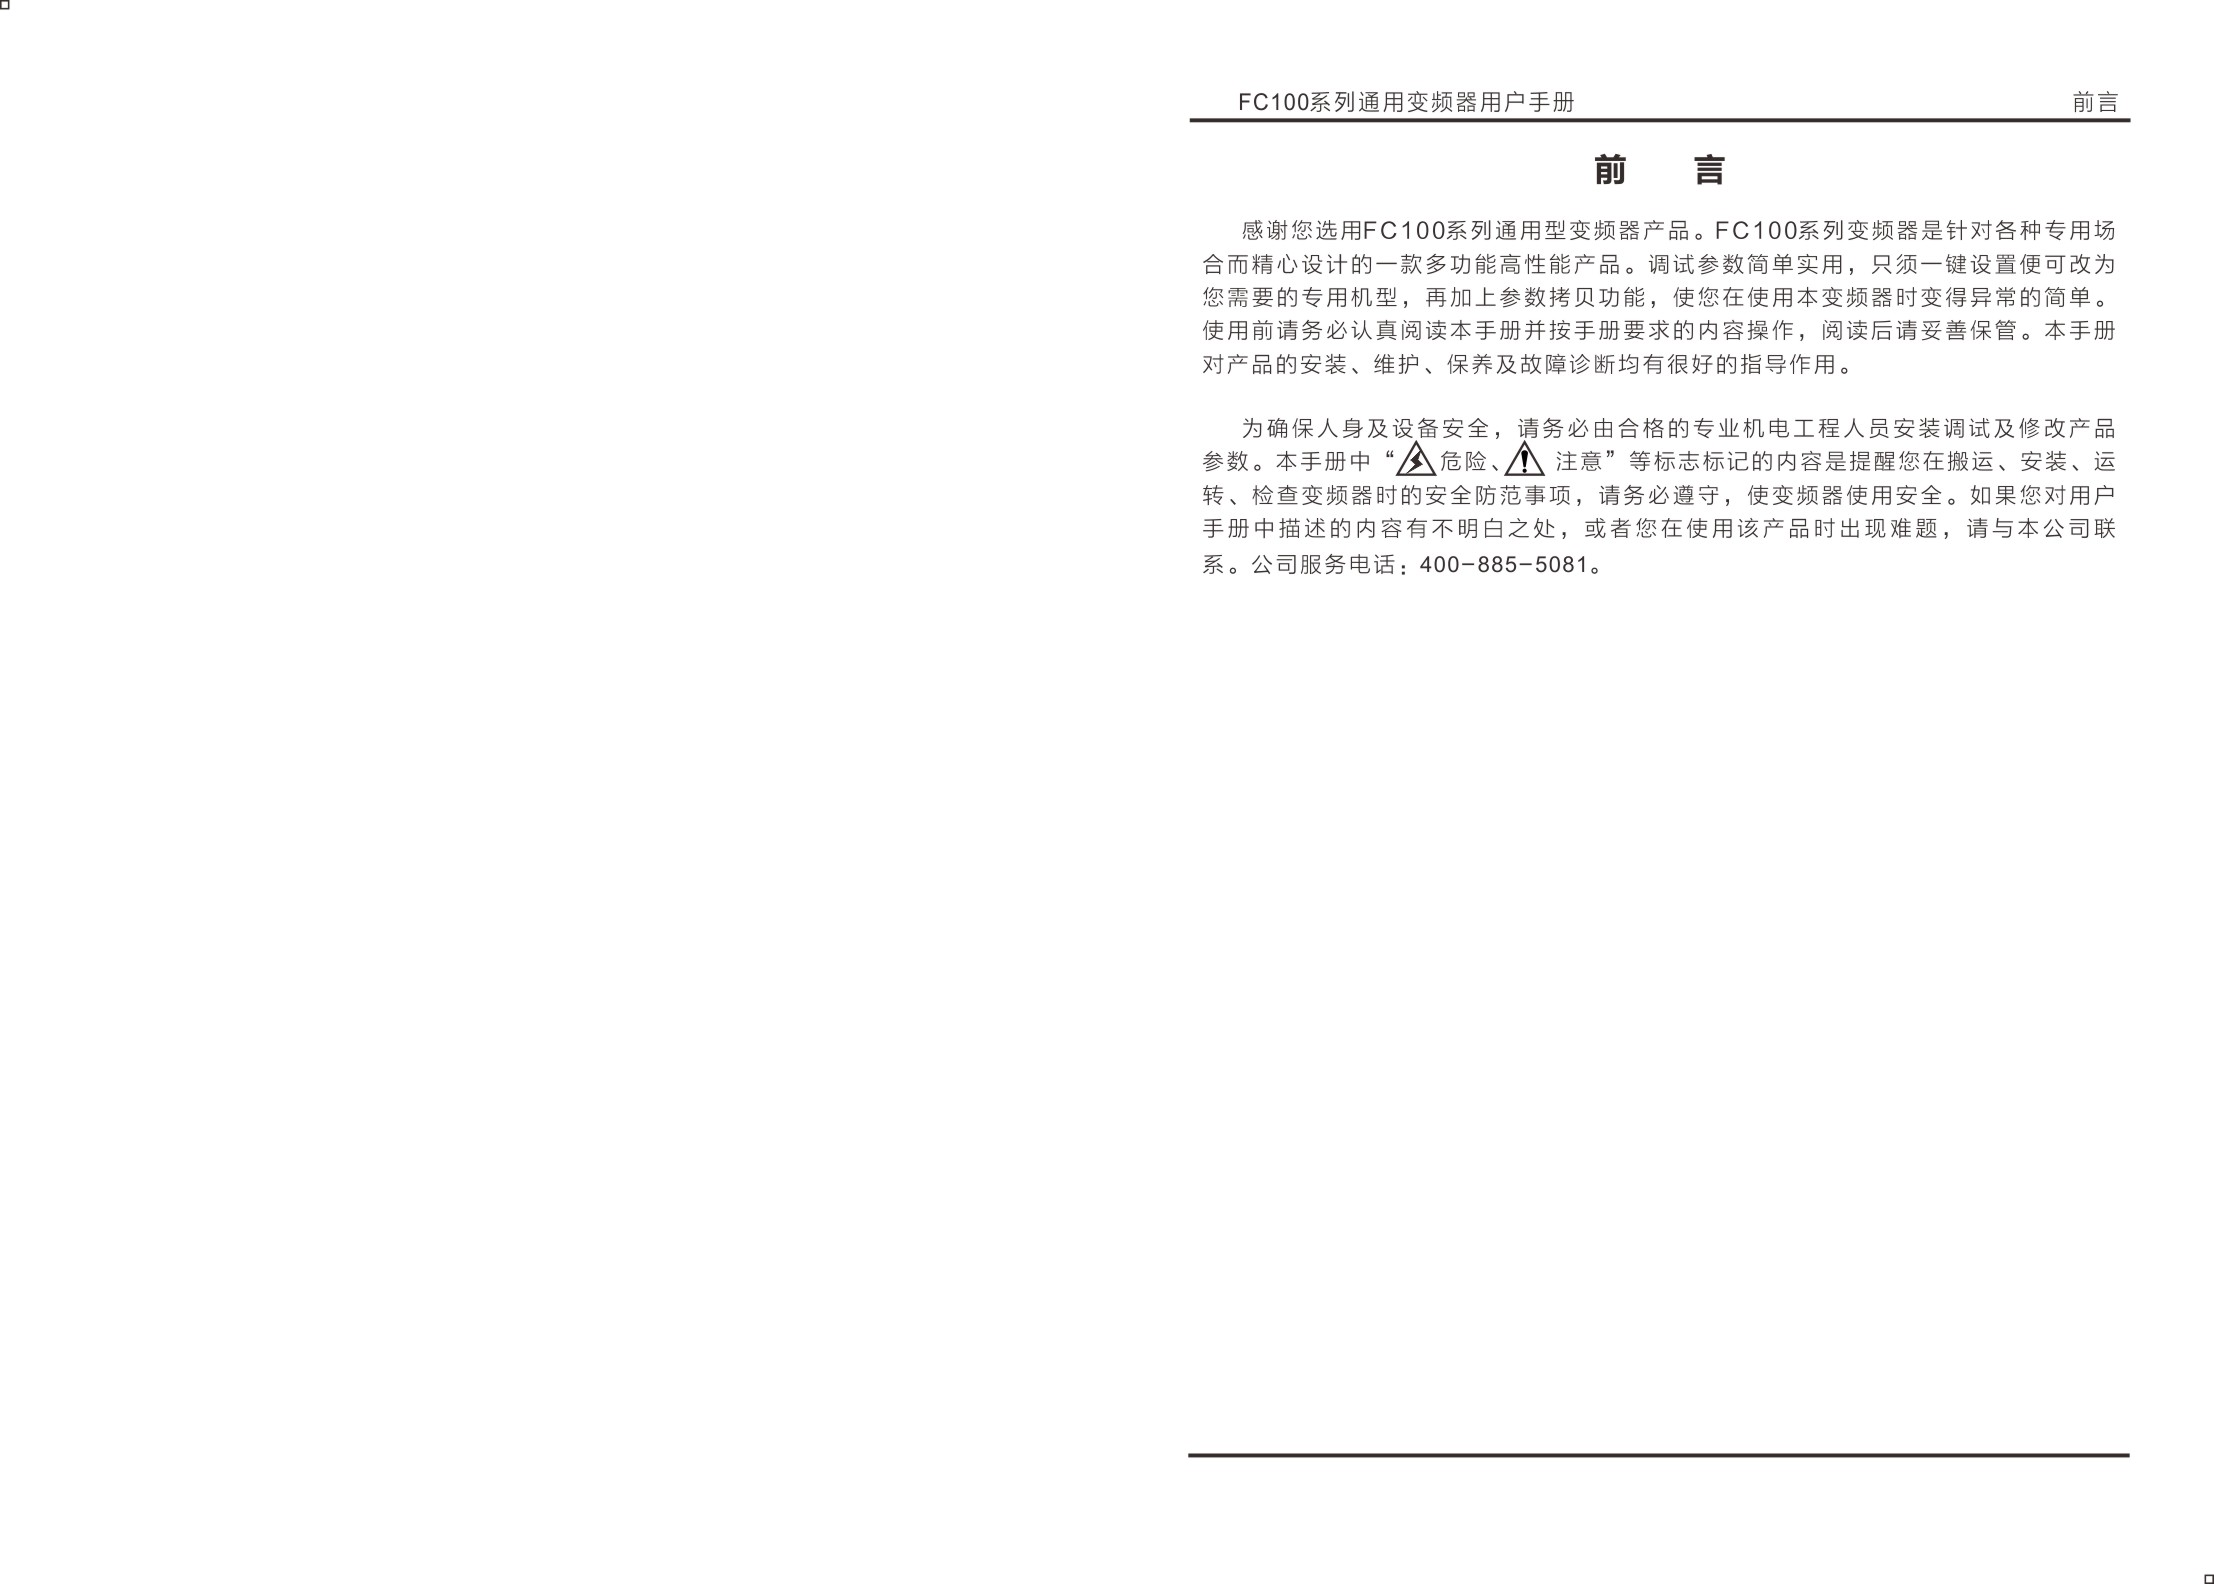 FC100系列通用变频器用户手册 前言
前 言
感谢您选用FC100系列通用型变频器产品。FC100系列变频器是针对各种专用场
合而精心设计的一款多功能高性能产品。调试参数简单实用，只须一键设置便可改为
您需要的专用机型，再加上参数拷贝功能，使您在使用本变频器时变得异常的简单。
使用前请务必认真阅读本手册并按手册要求的内容操作，阅读后请妥善保管。本手册
对产品的安装、维护、保养及故障诊断均有很好的指导作用。
为确保人身及设备安全，请务必由合格的专业机电工程人员安装调试及修改产品
参数。本手册中“危险、注意”等标志标记的内容是提醒您在搬运、安装、运
转、检查变频器时的安全防范事项，请务必遵守，使变频器使用安全。如果您对用户
手册中描述的内容有不明白之处，或者您在使用该产品时出现难题，请与本公司联
系。公司服务电话：400-885-5081。